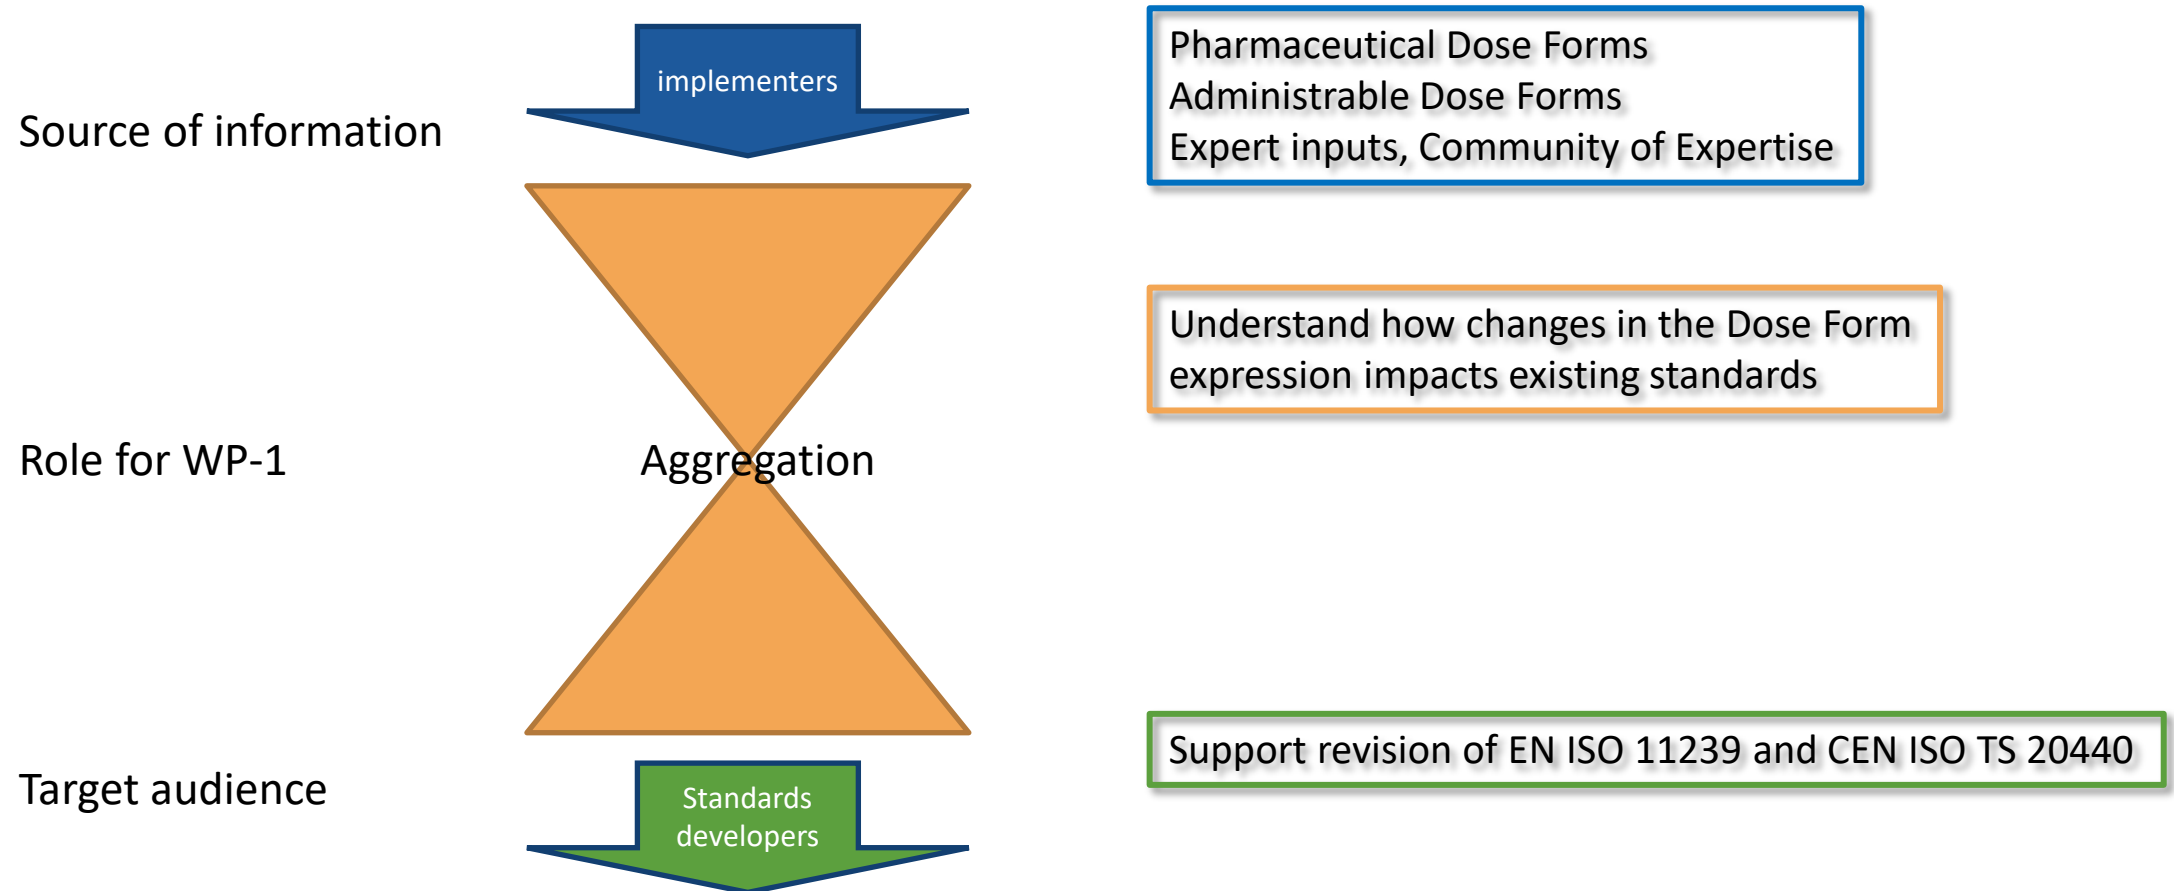 implementers
Source of information
Pharmaceutical Dose Forms
Administrable Dose Forms
Expert inputs, Community of Expertise
Understand how changes in the Dose Form
expression impacts existing standards
Role for WP-1
Aggregation
Support revision of EN ISO 11239 and CEN ISO TS 20440
Target audience
Standards
developers